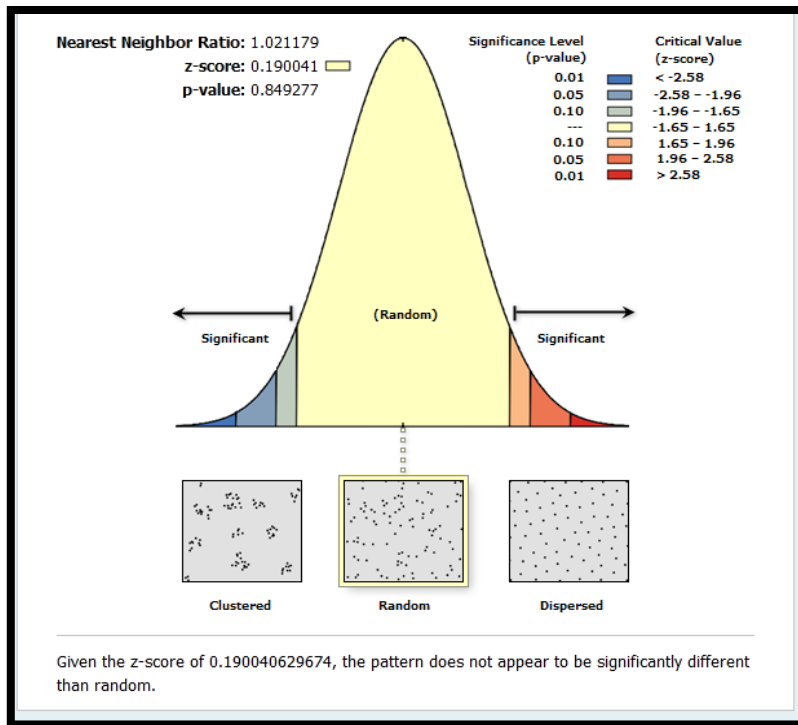 Nearest Neighbor Ratio: 1.021179
z-score: 0.190041
p-value: 0.849277
Significance Level (p-value)
Critical Value (z-score)
0.01 < -2.58
0.05 -2.58 – -1.96
0.10 -1.96 – -1.65
--- -1.65 – 1.65
0.10 1.65 – 1.96
0.05 1.96 – 2.58
0.01 > 2.58
(Random)
Significant
Significant
Clustered
Random
Dispersed
Given the z-score of 0.190040629674, the pattern does not appear to be significantly different
than random.